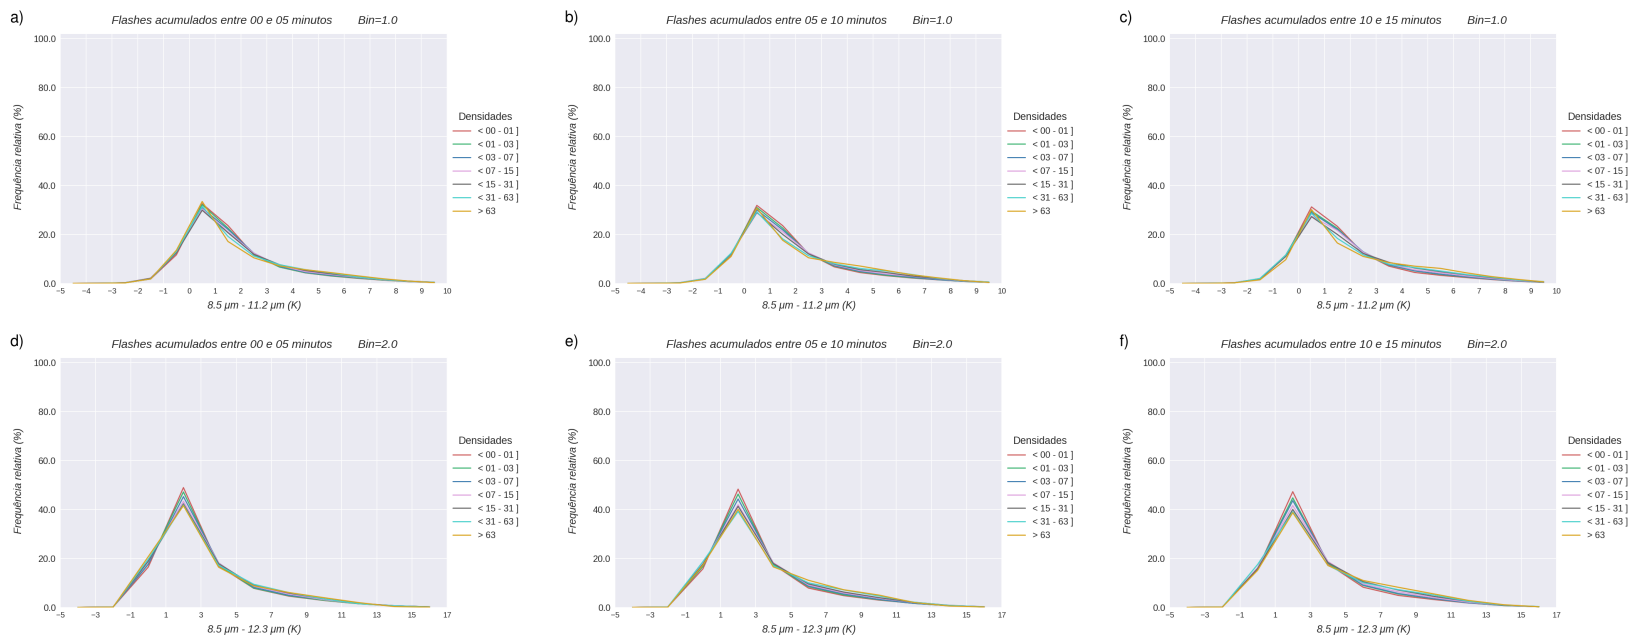 a)
Flashes acumulados entre 00 e 05 minutos Bin=1.0
100.0
80.0
60.0
40.0
20.0
0.0
Frequência relativa (%)
−5 −4 −3 −2 −1 0 1 2 3 4 5 6 7 8 9 10
8.5 μm - 11.2 μm (K)
Densidades
< 00 - 01 ]
< 01 - 03 ]
< 03 - 07 ]
< 07 - 15 ]
< 15 - 31 ]
< 31 - 63 ]
> 63
b)
Flashes acumulados entre 05 e 10 minutos Bin=1.0
100.0
80.0
60.0
40.0
20.0
0.0
Frequência relativa (%)
−5 −4 −3 −2 −1 0 1 2 3 4 5 6 7 8 9 10
8.5 μm - 11.2 μm (K)
Densidades
< 00 - 01 ]
< 01 - 03 ]
< 03 - 07 ]
< 07 - 15 ]
< 15 - 31 ]
< 31 - 63 ]
> 63
c)
Flashes acumulados entre 10 e 15 minutos Bin=1.0
100.0
80.0
60.0
40.0
20.0
0.0
Frequência relativa (%)
−5 −4 −3 −2 −1 0 1 2 3 4 5 6 7 8 9 10
8.5 μm - 11.2 μm (K)
Densidades
< 00 - 01 ]
< 01 - 03 ]
< 03 - 07 ]
< 07 - 15 ]
< 15 - 31 ]
< 31 - 63 ]
> 63
d)
Flashes acumulados entre 00 e 05 minutos Bin=2.0
100.0
80.0
60.0
40.0
20.0
0.0
Frequência relativa (%)
−5 −3 −1 1 3 5 7 9 11 13 15 17
8.5 μm - 12.3 μm (K)
Densidades
< 00 - 01 ]
< 01 - 03 ]
< 03 - 07 ]
< 07 - 15 ]
< 15 - 31 ]
< 31 - 63 ]
> 63
e)
Flashes acumulados entre 05 e 10 minutos Bin=2.0
100.0
80.0
60.0
40.0
20.0
0.0
Frequência relativa (%)
−5 −3 −1 1 3 5 7 9 11 13 15 17
8.5 μm - 12.3 μm (K)
Densidades
< 00 - 01 ]
< 01 - 03 ]
< 03 - 07 ]
< 07 - 15 ]
< 15 - 31 ]
< 31 - 63 ]
> 63
f)
Flashes acumulados entre 10 e 15 minutos Bin=2.0
100.0
80.0
60.0
40.0
20.0
0.0
Frequência relativa (%)
−5 −3 −1 1 3 5 7 9 11 13 15 17
8.5 μm - 12.3 μm (K)
Densidades
< 00 - 01 ]
< 01 - 03 ]
< 03 - 07 ]
< 07 - 15 ]
< 15 - 31 ]
< 31 - 63 ]
> 63